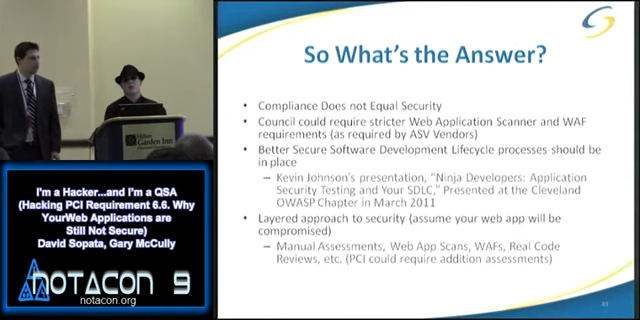 So What's the Answer?
• Compliance Does not Equal Security
• Council could require stricter Web Application Scanner and WAF
requirements (as required by ASV Vendors)
• Better Secure Software Development Lifecycle processes should be
in place
– Kevin Johnson's presentation, "Ninja Developers: Application
Security Testing and Your SDLC," Presented at the Cleveland
OWASP Chapter in March 2011
• Layered approach to security (assume your web app will be
compromised)
– Manual Assessments, Web App Scans, WAFs, Real Code
Reviews, etc. (PCI could require addition assessments)
Hilton
Garden Inn
I'm a Hacker...and I'm a QSA
(Hacking PCI Requirement 6.6. Why
YourWeb Applications are
Still Not Secure)
David Sopata, Gary McCully
NOTACON 9
notacon.org